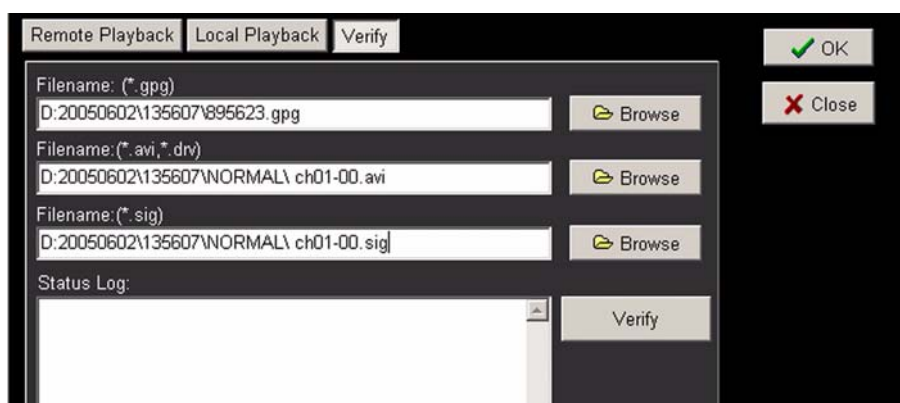 Remote Playback Local Playback Verify
OK
Filename: (*.gpg)
D:20050602\135607\895623.gpg Browse
Close
Filename:(*.avi,*.drv)
D:20050602\135607\NORMAL\ ch01-00.avi Browse
Filename:(*.sig)
D:20050602\135607\NORMAL\ ch01-00.sig Browse
Status Log:
Verify